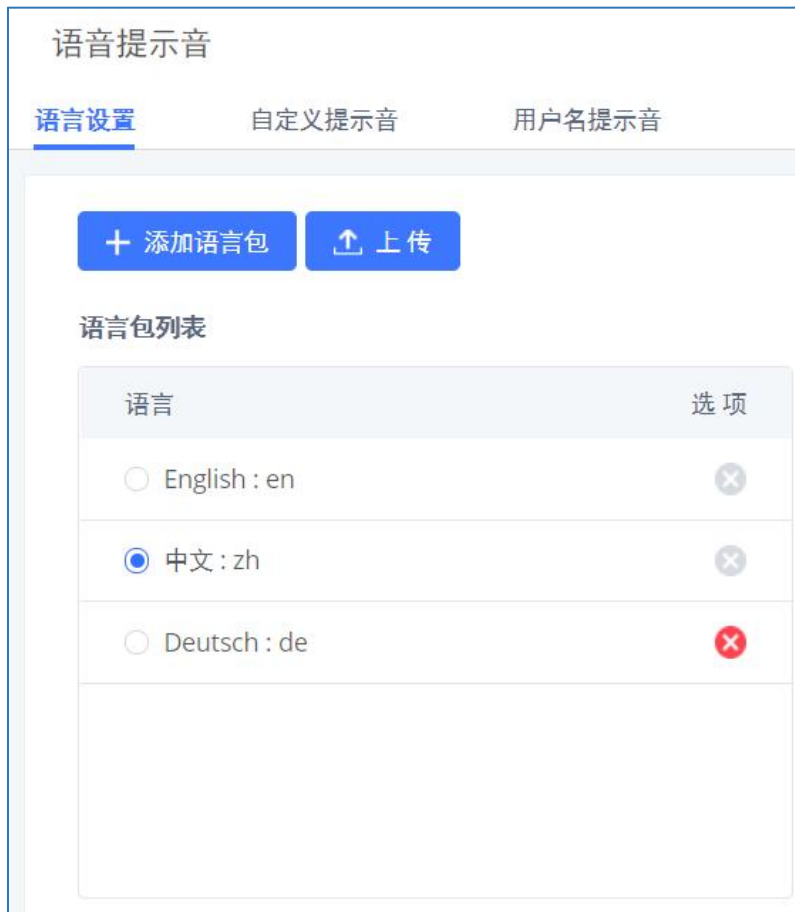 语音提示音
语言设置 自定义提示音 用户名提示音
添加语言包 上传
语言包列表
语言 选项
English : en
中文 : zh
Deutsch : de